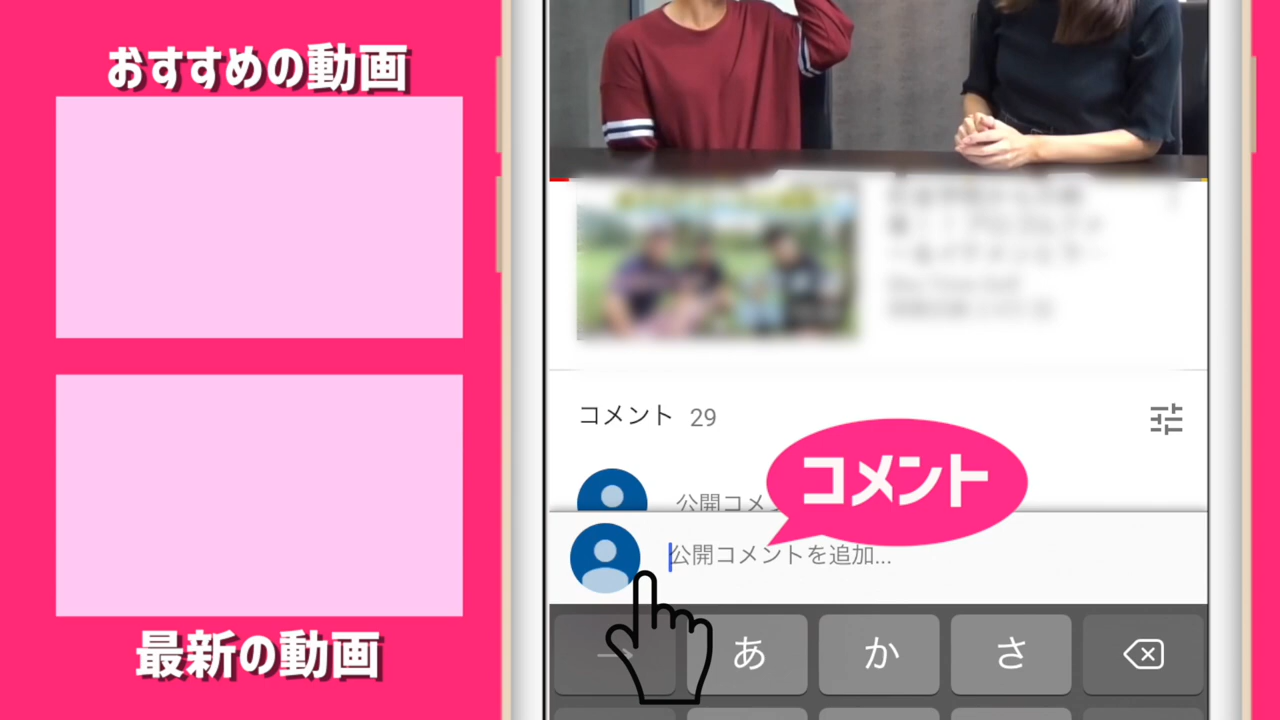 おすすめの動画
最新の動画
コメント 29
コメント
公開コメ
公開コメントを追加...
→
あ
か
さ